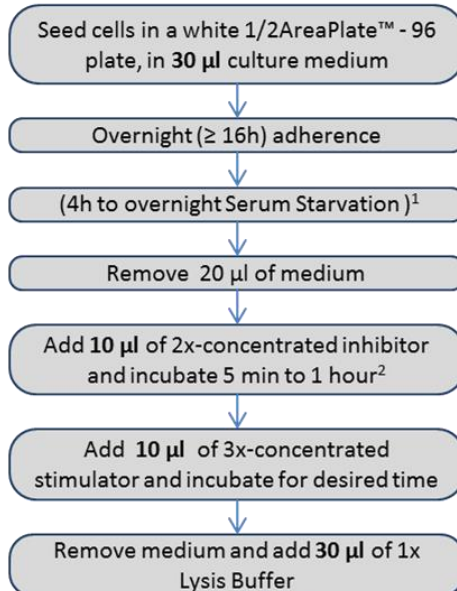 Seed cells in a white 1/2AreaPlate™ - 96
plate, in 30 µl culture medium
Overnight (≥ 16h) adherence
(4h to overnight Serum Starvation )¹
Remove 20 µl of medium
Add 10 µl of 2x-concentrated inhibitor
and incubate 5 min to 1 hour²
Add 10 µl of 3x-concentrated
stimulator and incubate for desired time
Remove medium and add 30 µl of 1x
Lysis Buffer